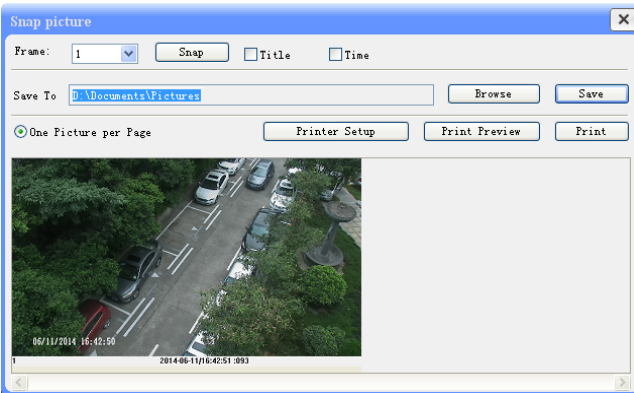 Snap picture
Frame: 1 Snap Title Time
Save To D:\Documents\Pictures Browse Save
One Picture per Page Printer Setup Print Preview Print
06/11/2014 16:42:50
1 2014-06-11/16:42:51 :093